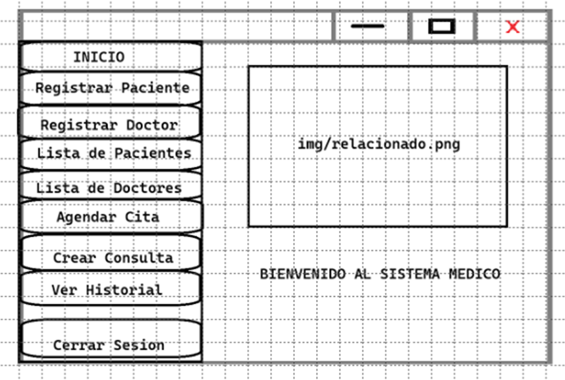 INICIO
Registrar Paciente
Registrar Doctor
Lista de Pacientes
Lista de Doctores
Agendar Cita
Crear Consulta
Ver Historial
Cerrar Sesion
img/relacionado.png
BIENVENIDO AL SISTEMA MEDICO